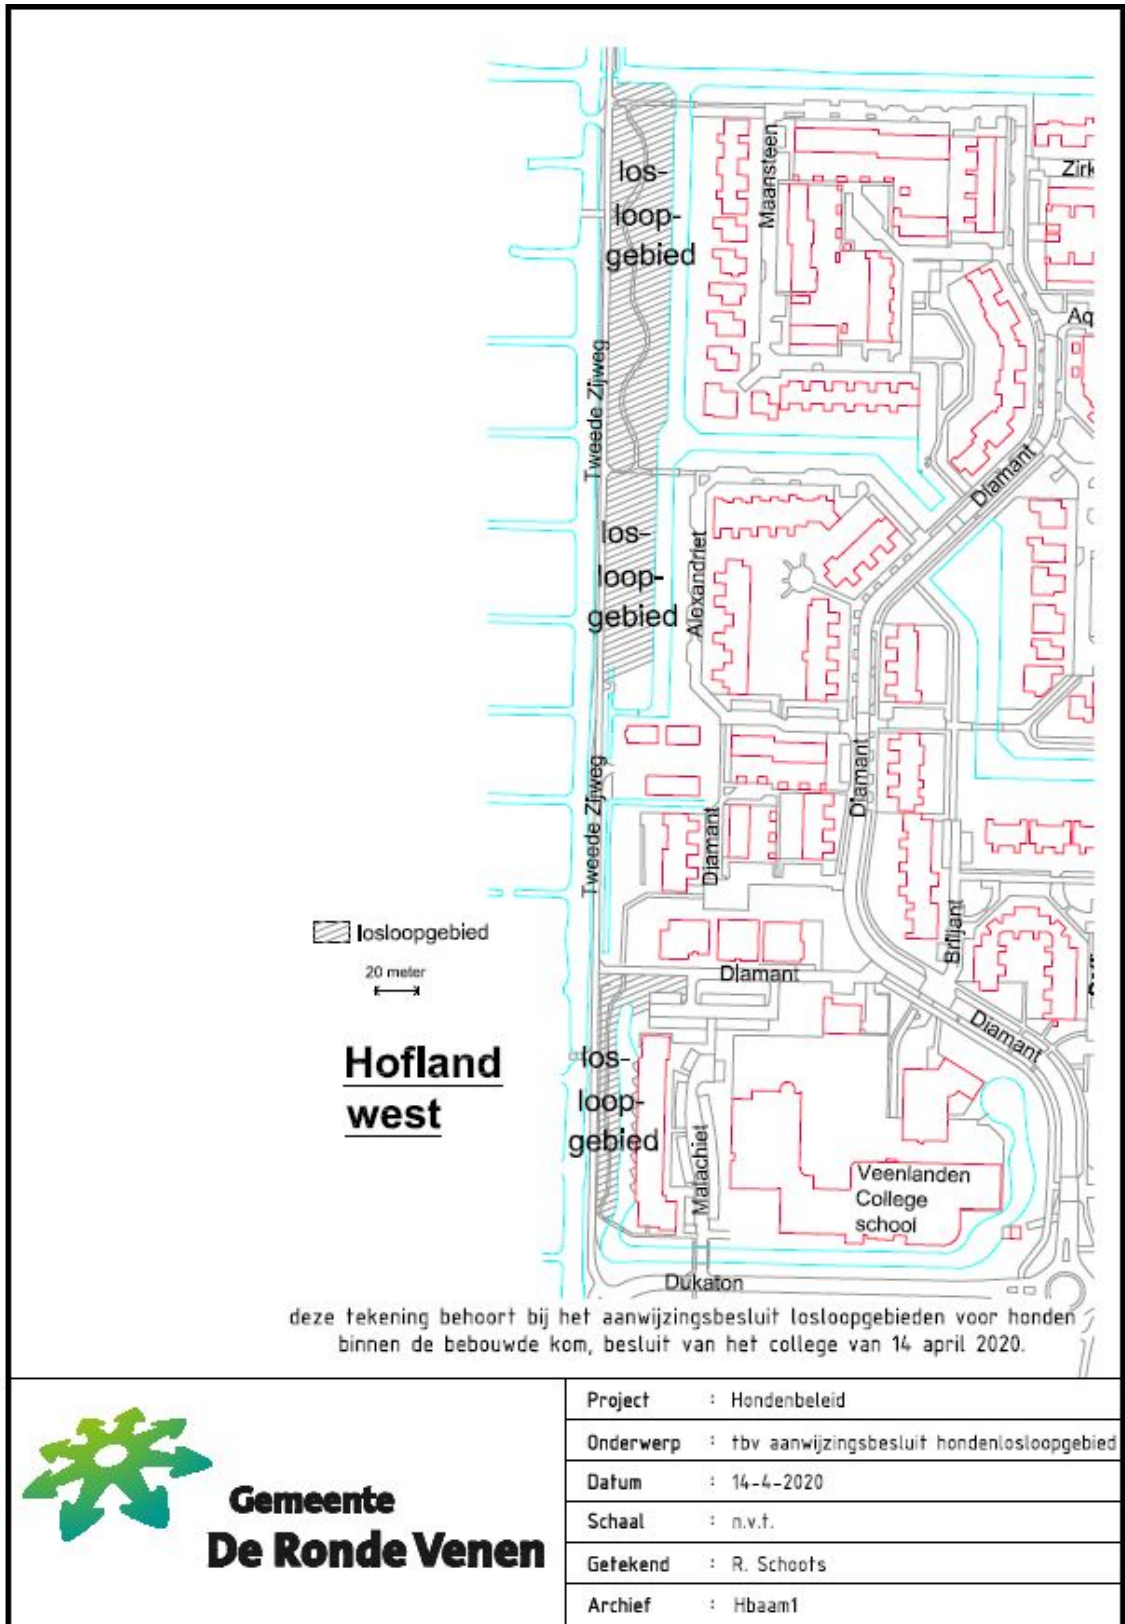 Maansteen
Zirk
los-
loop-
gebied
Aq
Tweede Zijweg
Diamant
los-
loop-
gebied
Alexandriet
Diamant
Tweede Zijweg
Diamant
Briljant
losloopgebied
20 meter
Diamant
Diamant
Hofland
west
los-
loop-
gebied
Malachiet
Veenlanden
College
school
Dukaton
deze tekening behoort bij het aanwijzingsbesluit losloopgebieden voor honden
binnen de bebouwde kom, besluit van het college van 14 april 2020.
Gemeente
De Ronde Venen
Project : Hondenbeleid
Onderwerp : tbv aanwijzingsbesluit hondenlosloopgebied
Datum : 14-4-2020
Schaal : n.v.t.
Getekend : R. Schoots
Archief : Hbaam1